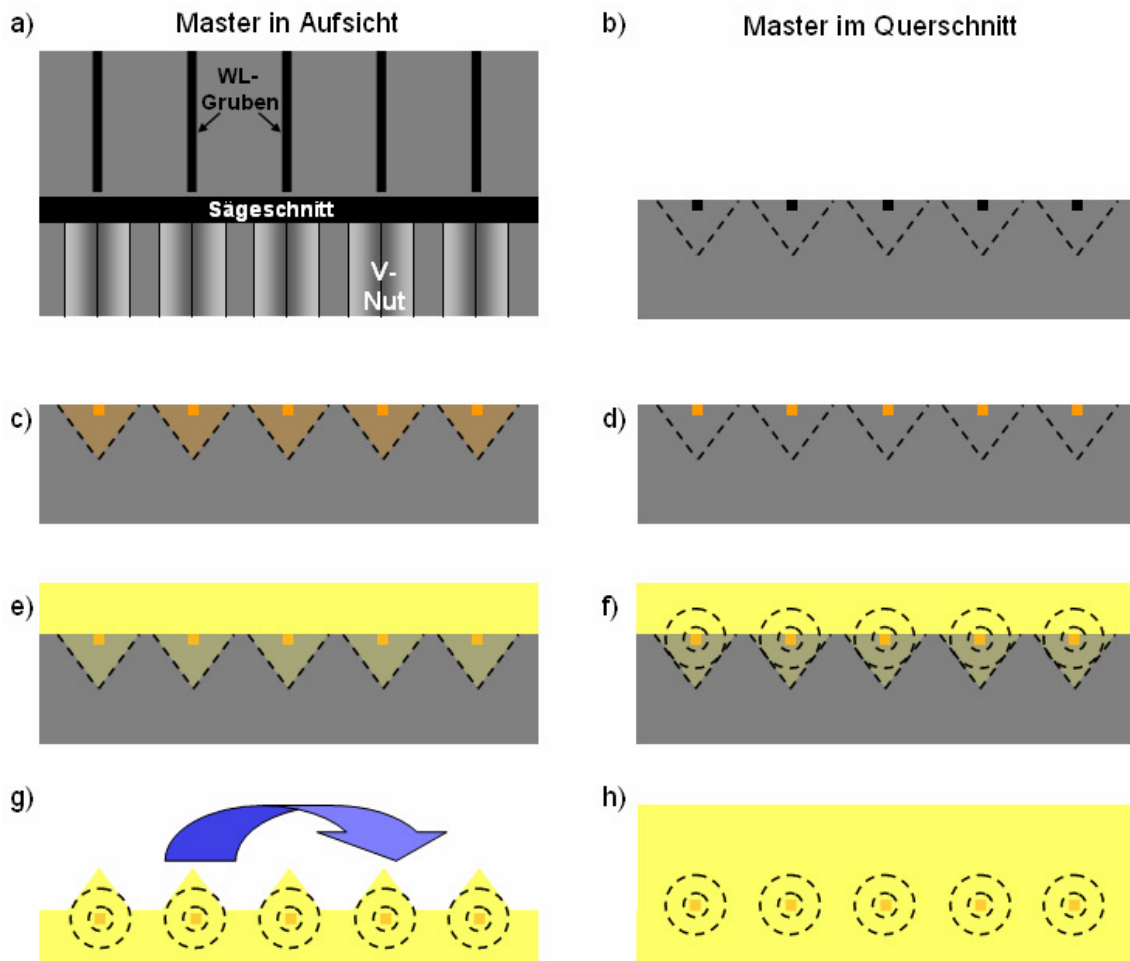 a) Master in Aufsicht
b) Master im Querschnitt
WL-
Gruben
Sägeschnitt
V-
Nut
c)
d)
e)
f)
g)
h)